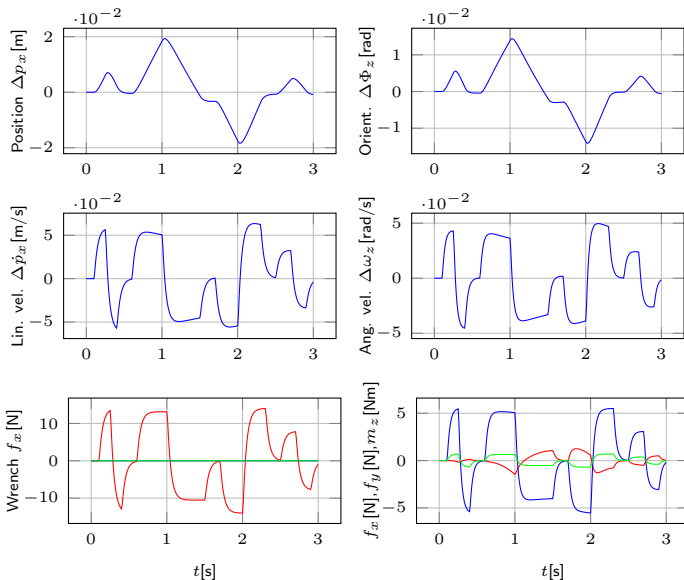 ·10⁻²
2
0
−2
0 1 2 3
Position Δp_x [m]
·10⁻²
1
0
−1
0 1 2 3
Orient. ΔΦ_z [rad]
·10⁻²
5
0
−5
0 1 2 3
Lin. vel. Δṗ_x [m/s]
·10⁻²
5
0
−5
0 1 2 3
Ang. vel. Δω_z [rad/s]
10
0
−10
0 1 2 3
Wrench f_x [N]
t[s]
5
0
−5
0 1 2 3
f_x[N], f_y[N], m_z [Nm]
t[s]